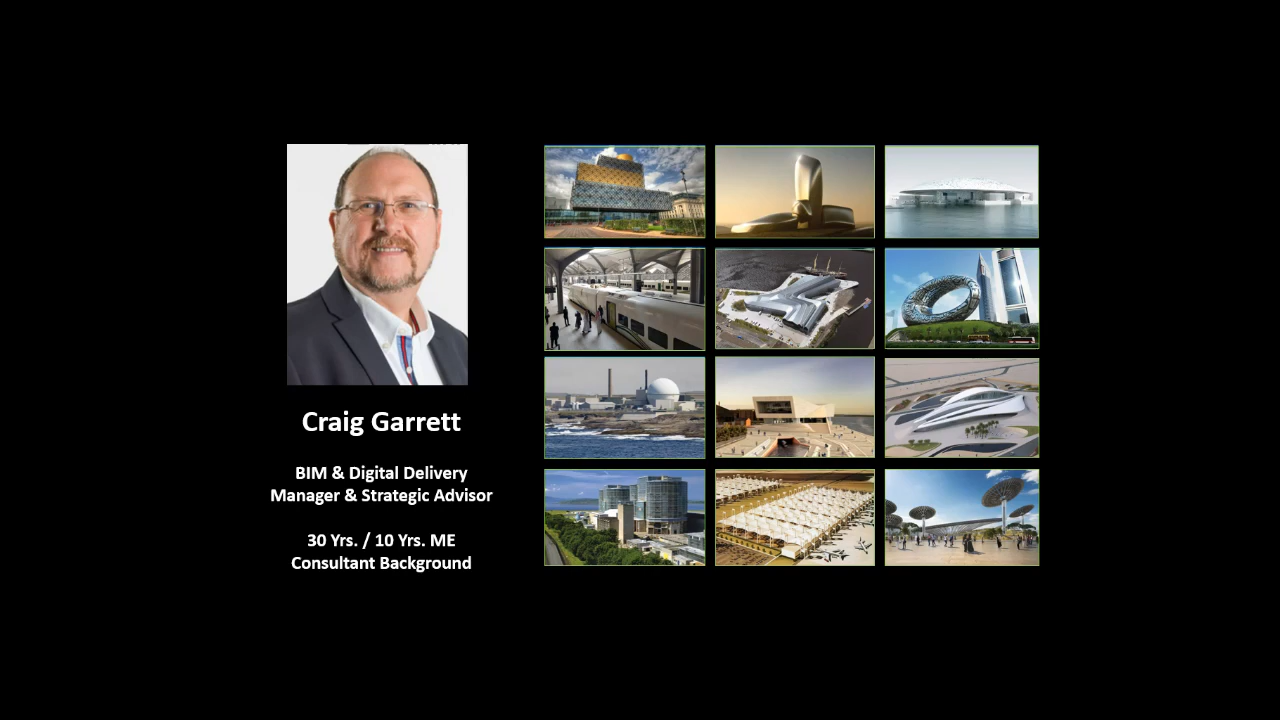 Craig Garrett
BIM & Digital Delivery
Manager & Strategic Advisor
30 Yrs. / 10 Yrs. ME
Consultant Background